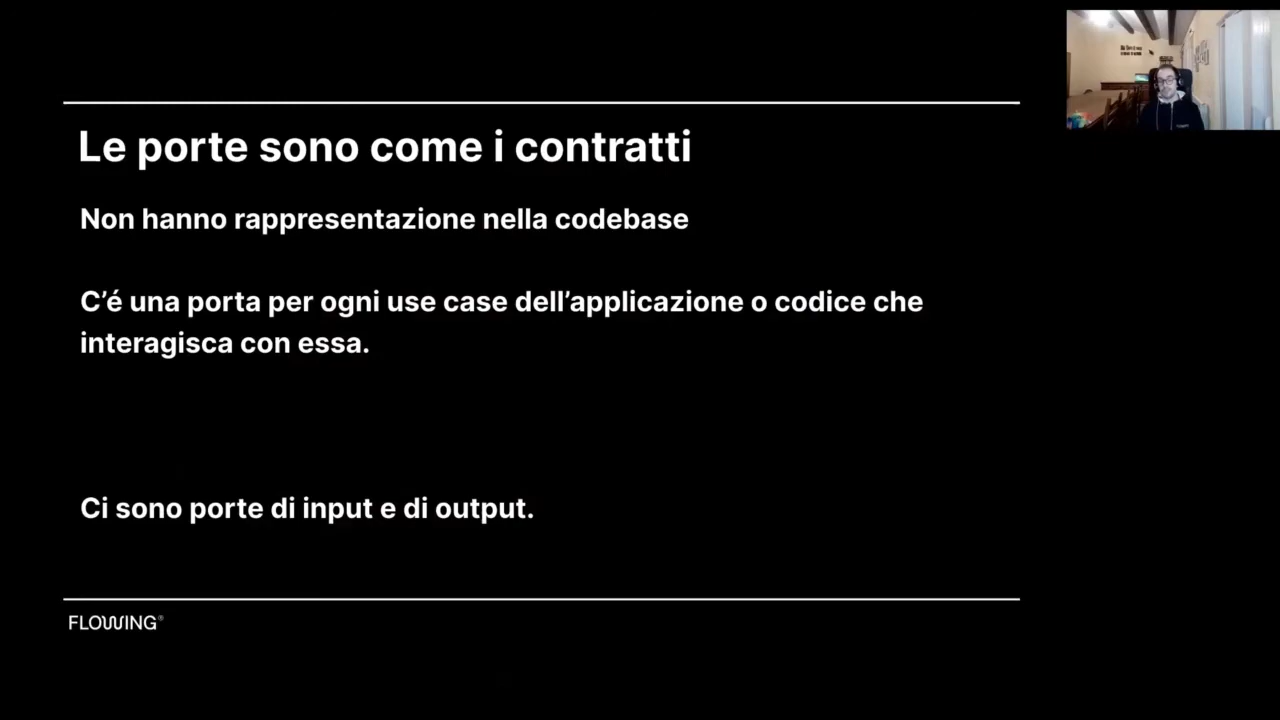 Le porte sono come i contratti
Non hanno rappresentazione nella codebase
C’é una porta per ogni use case dell’applicazione o codice che
interagisca con essa.
Ci sono porte di input e di output.
FLOWING®